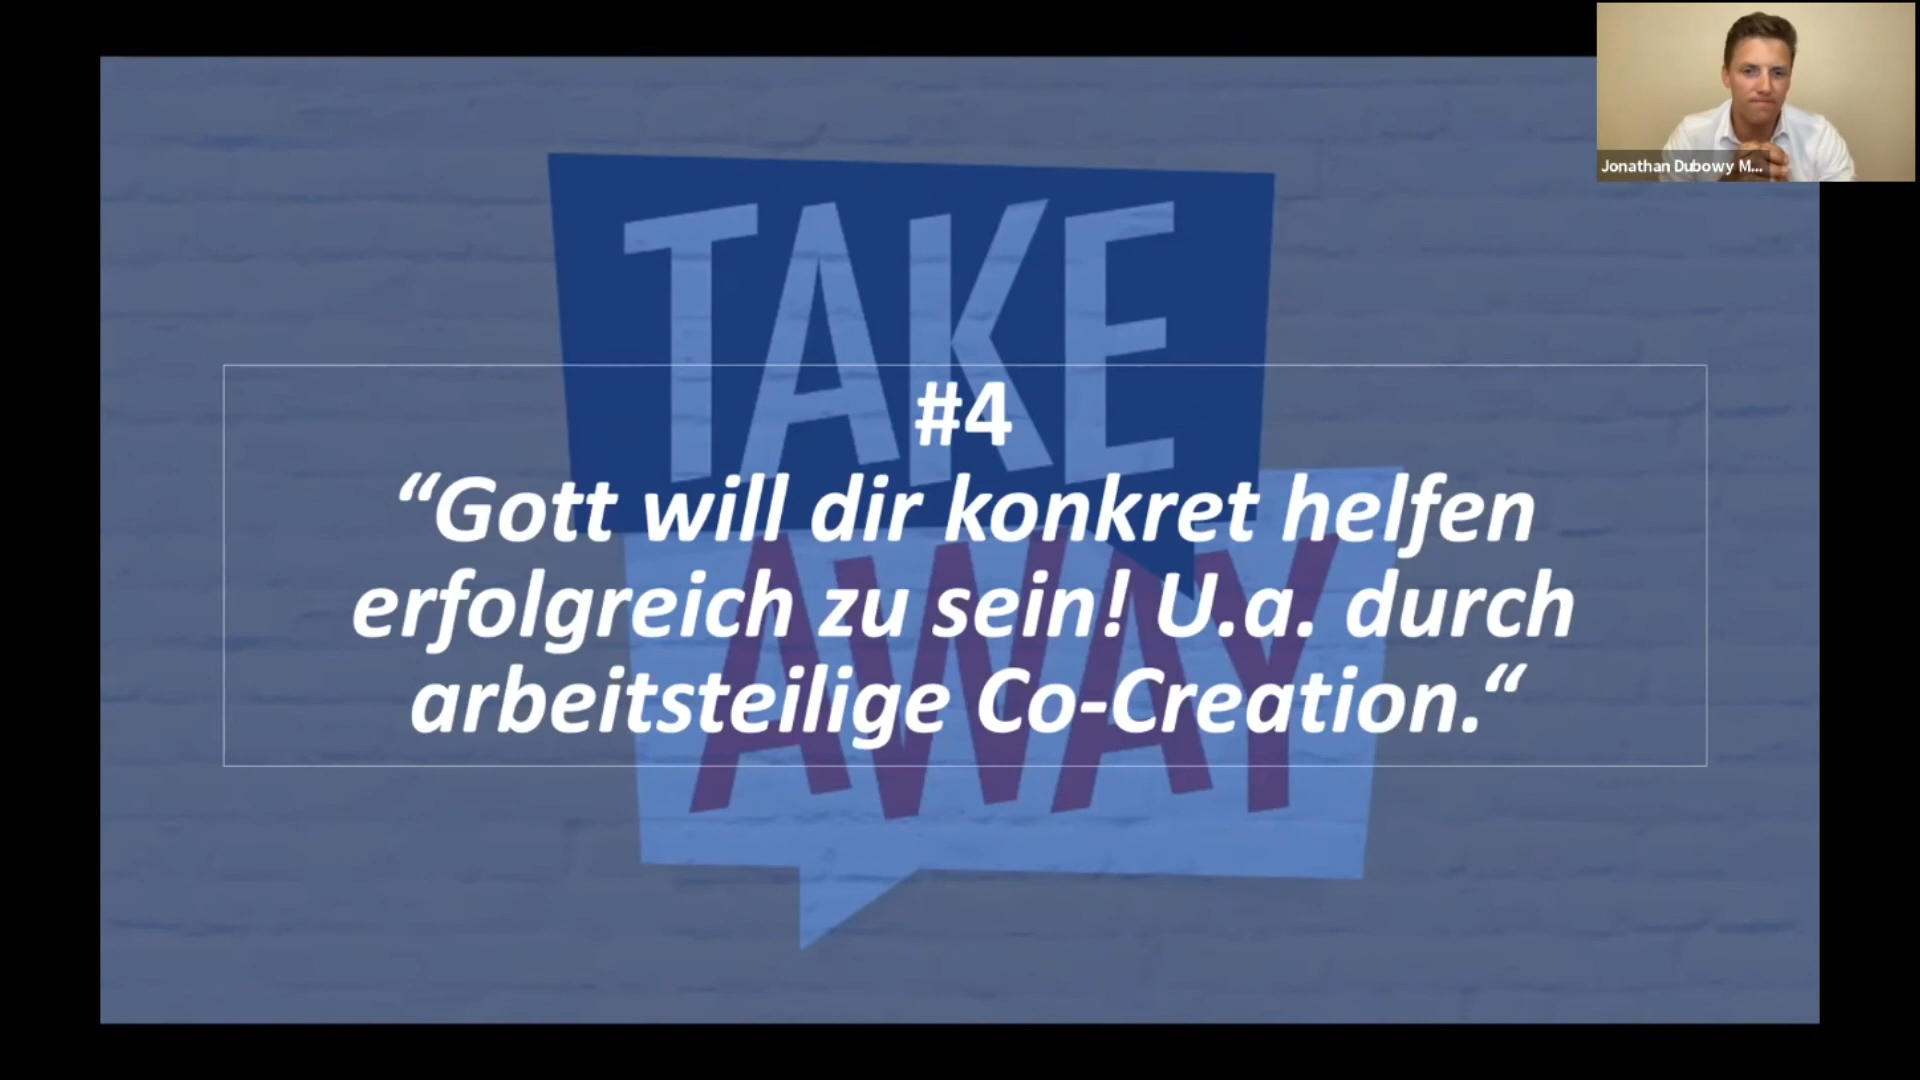 Jonathan Dubowy M...
TAKE
AWAY
#4
“Gott will dir konkret helfen
erfolgreich zu sein! U.a. durch
arbeitsteilige Co-Creation.“